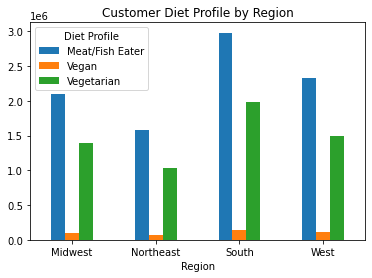 Customer Diet Profile by Region
1e6
Diet Profile
Meat/Fish Eater
Vegan
Vegetarian
3.0
2.5
2.0
1.5
1.0
0.5
0.0
Midwest Northeast South West
Region